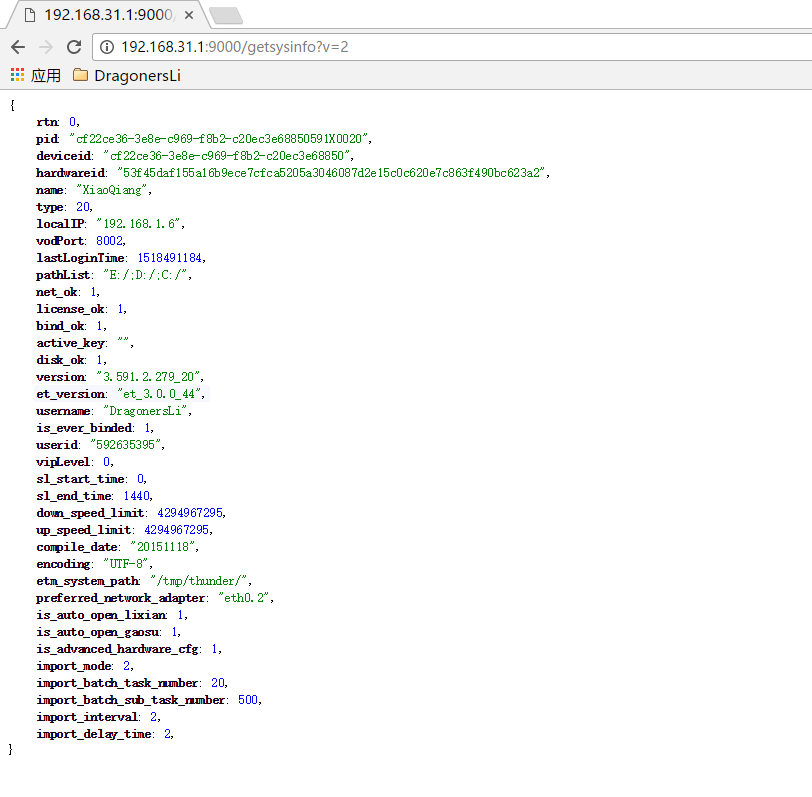 192.168.31.1:9000/
192.168.31.1:9000/getsysinfo?v=2
应用 DragonersLi
{
rtn: 0,
pid: "cf22ce36-3e8e-c969-f8b2-c20ec3e68850591X0020",
deviceid: "cf22ce36-3e8e-c969-f8b2-c20ec3e68850",
hardwareid: "53f45daf155a16b9ece7cfca5205a3046087d2e15c0c620e7c863f490bc623a2",
name: "XiaoQiang",
type: 20,
localIP: "192.168.1.6",
vodPort: 8002,
lastLoginTime: 1518491184,
pathList: "E:/;D:/;C:/",
net_ok: 1,
license_ok: 1,
bind_ok: 1,
active_key: "",
disk_ok: 1,
version: "3.591.2.279_20",
et_version: "et_3.0.0_44",
username: "DragonersLi",
is_ever_binded: 1,
userid: "592635395",
vipLevel: 0,
sl_start_time: 0,
sl_end_time: 1440,
down_speed_limit: 4294967295,
up_speed_limit: 4294967295,
compile_date: "20151118",
encoding: "UTF-8",
etm_system_path: "/tmp/thunder/",
preferred_network_adapter: "eth0.2",
is_auto_open_lixian: 1,
is_auto_open_gaosu: 1,
is_advanced_hardware_cfg: 1,
import_mode: 2,
import_batch_task_number: 20,
import_batch_sub_task_number: 500,
import_interval: 2,
import_delay_time: 2,
}